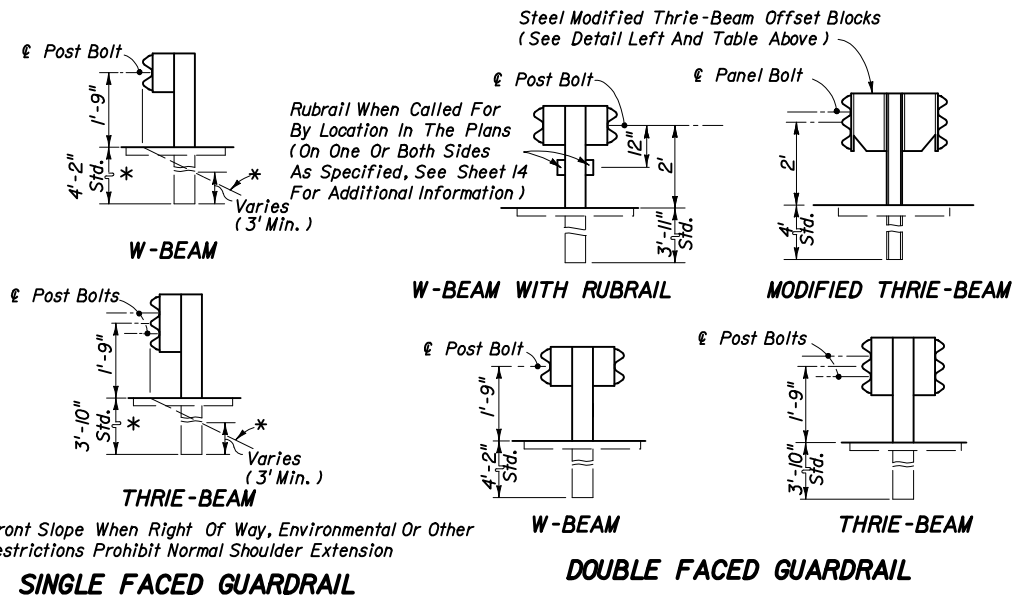 Steel Modified Thrie-Beam Offset Blocks
(See Detail Left And Table Above)
℄ Post Bolt
1'-9"
4'-2"
Std.
*
*
Varies
(3' Min.)
W-BEAM
Rubrail When Called For
By Location In The Plans
(On One Or Both Sides
As Specified, See Sheet 14
For Additional Information)
℄ Post Bolt
12"
2'
3'-11"
Std.
W-BEAM WITH RUBRAIL
℄ Panel Bolt
2'
4'
Std.
MODIFIED THRIE-BEAM
℄ Post Bolts
1'-9"
3'-10"
Std.
*
*
Varies
(3' Min.)
THRIE-BEAM
℄ Post Bolt
1'-9"
4'-2"
Std.
W-BEAM
℄ Post Bolts
1'-9"
3'-10"
Std.
THRIE-BEAM
ront Slope When Right Of Way, Environmental Or Other
estrictions Prohibit Normal Shoulder Extension
SINGLE FACED GUARDRAIL
DOUBLE FACED GUARDRAIL